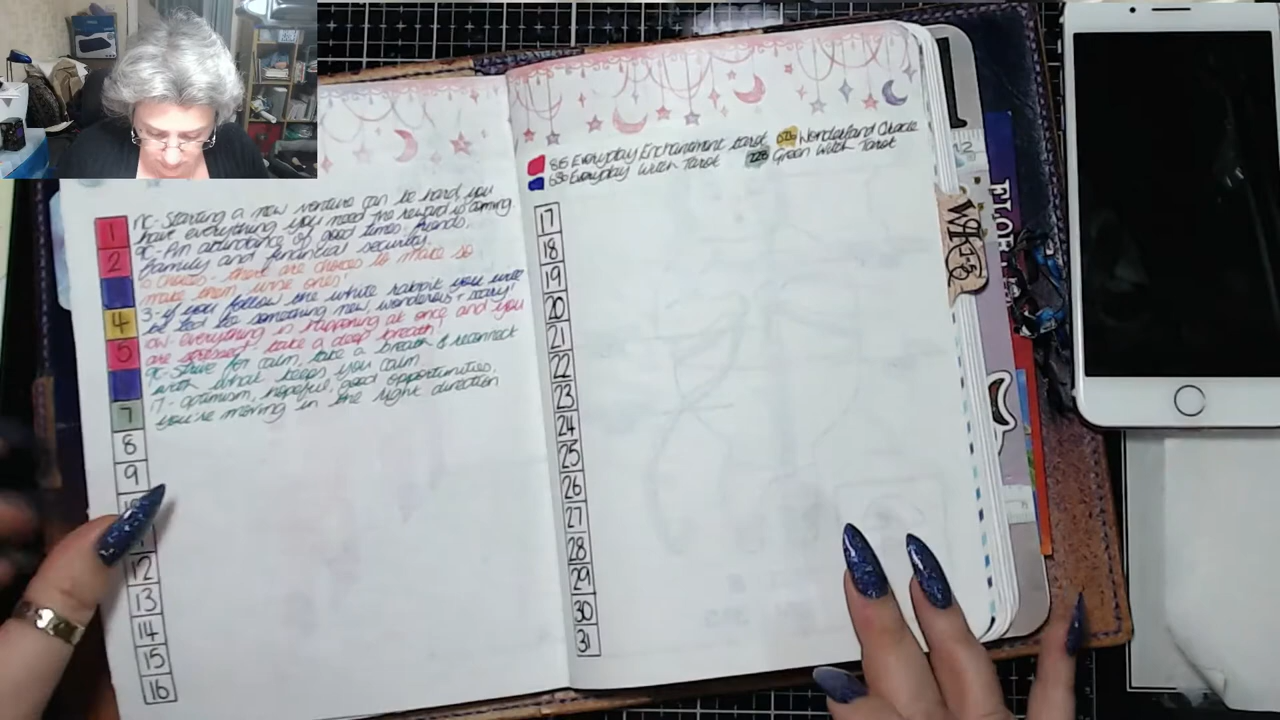 1
2
4
5
7
8
9
12
13
14
15
16
NC- Starting a new venture can be hard, you
have everything you need the reward is coming.
9C- An abundance of good times, friends,
family and financial security.
choices - there are choices to make so
make them wise ones!
3- if you follow the white rabbit you will
be led to something new, wonderous + scary!
everything is happening at once and you
are stressed, take a deep breath!
strive for calm, take a breath & reconnect
with what keeps you calm
17- optimism, hopeful, good opportunities,
you're moving in the right direction
Everyday Enchantment tarot Wonderland Oracle
Everyday Witch Tarot Green Witch Tarot
17
18
19
20
21
22
23
24
25
26
27
28
29
30
31